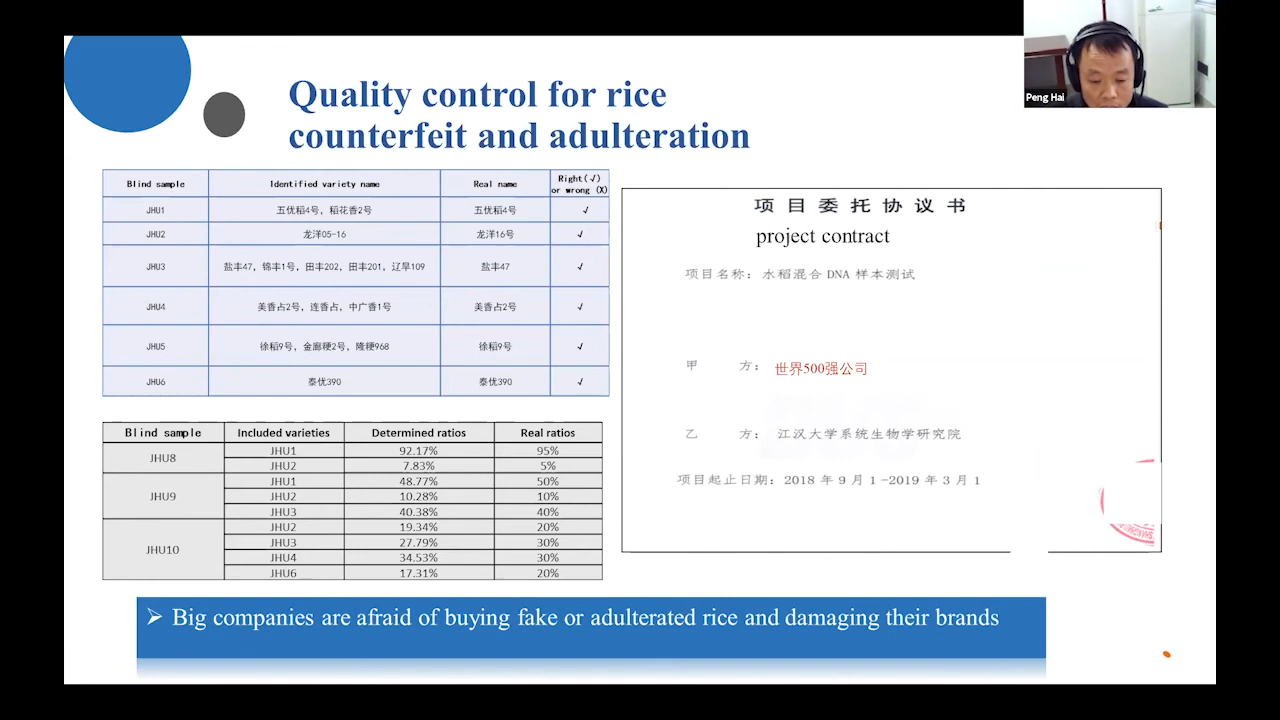 Peng Hai
Quality control for rice
counterfeit and adulteration
Blind sample Identified variety name Real name Right(√) or wrong (X)
JHU1 五优稻4号, 稻花香2号 五优稻4号 √
JHU2 龙洋05-16 龙洋16号 √
JHU3 盐丰47, 锦丰1号, 田丰202, 田丰201, 辽旱109 盐丰47 √
JHU4 美香占2号, 连香占, 中广香1号 美香占2号 √
JHU5 徐稻9号, 金廊粳2号, 隆粳968 徐稻9号 √
JHU6 泰优390 泰优390 √
Blind sample Included varieties Determined ratios Real ratios
JHU8 JHU1 92.17% 95%
JHU2 7.83% 5%
JHU9 JHU1 48.77% 50%
JHU2 10.28% 10%
JHU3 40.38% 40%
JHU10 JHU2 19.34% 20%
JHU3 27.79% 30%
JHU4 34.53% 30%
JHU6 17.31% 20%
项目委托协议书
project contract
项目名称: 水稻混合 DNA 样本测试
甲 方: 世界500强公司
乙 方: 江汉大学系统生物学研究院
项目起止日期: 2018 年 9 月 1 -2019 年 3 月 1
➢ Big companies are afraid of buying fake or adulterated rice and damaging their brands